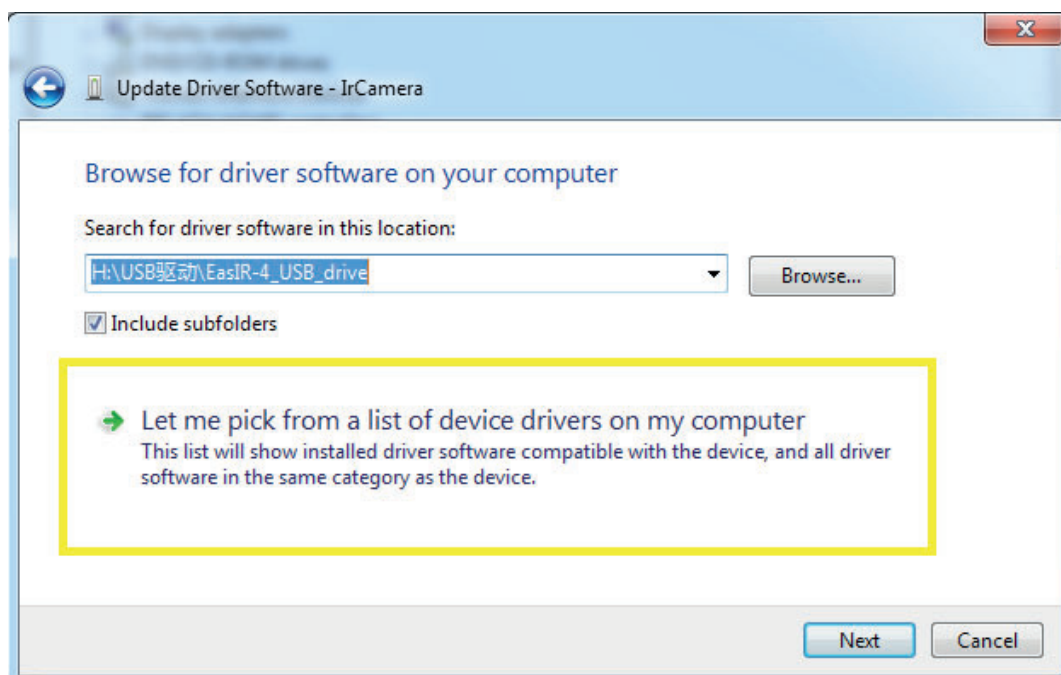 Update Driver Software - IrCamera
Browse for driver software on your computer
Search for driver software in this location:
H:\USB驱动\EasIR-4_USB_drive
Browse...
Include subfolders
Let me pick from a list of device drivers on my computer
This list will show installed driver software compatible with the device, and all driver
software in the same category as the device.
Next
Cancel